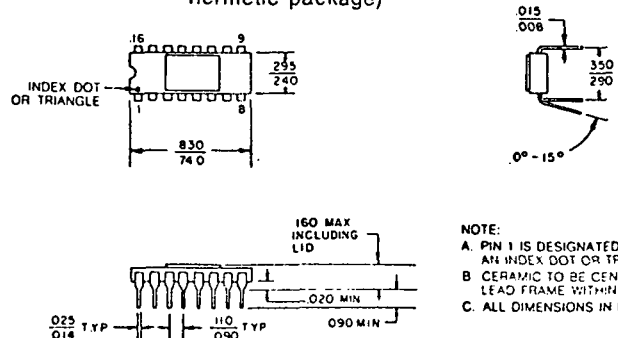 hermetic package)
.16 9
INDEX DOT
OR TRIANGLE
1 8
295
240
830
740
.015
.008
350
290
.0°-15°
.160 MAX
INCLUDING
LID
.020 MIN
.090 MIN
.025
.014 TYP
.110
.090 TYP
NOTE:
A. PIN 1 IS DESIGNATED
AN INDEX DOT OR TR
B CERAMIC TO BE CEN
LEAD FRAME WITHIN
C. ALL DIMENSIONS IN